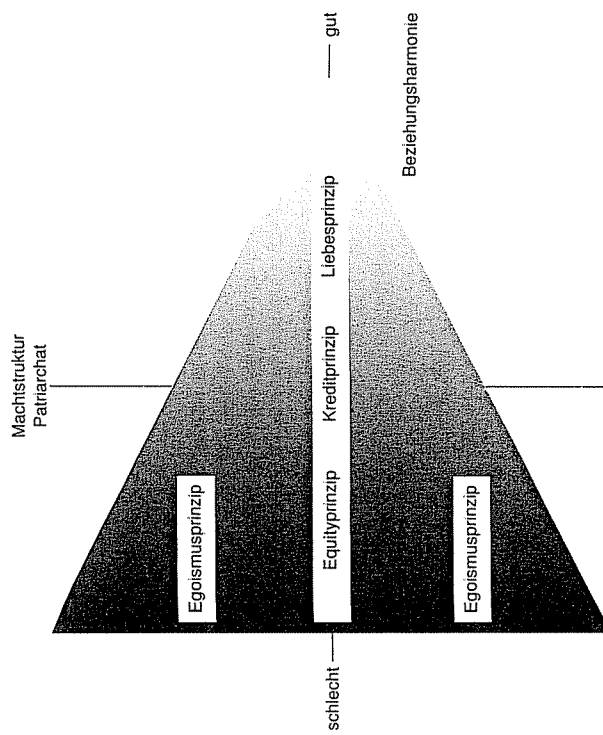 Machtstruktur
Patriarchat
Egoismusprinzip
schlecht Equityprinzip Kreditprinzip Liebesprinzip gut
Beziehungsharmonie
Egoismusprinzip